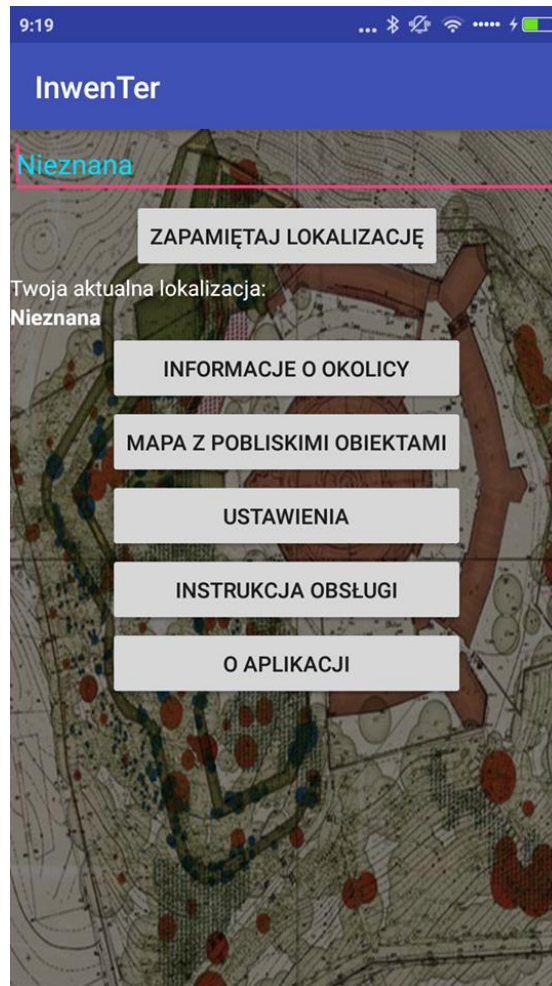 9:19
InwenTer
Nieznana
ZAPAMIĘTAJ LOKALIZACJĘ
Twoja aktualna lokalizacja:
Nieznana
INFORMACJE O OKOLICY
MAPA Z POBLISKIMI OBIEKTAMI
USTAWIENIA
INSTRUKCJA OBSŁUGI
O APLIKACJI